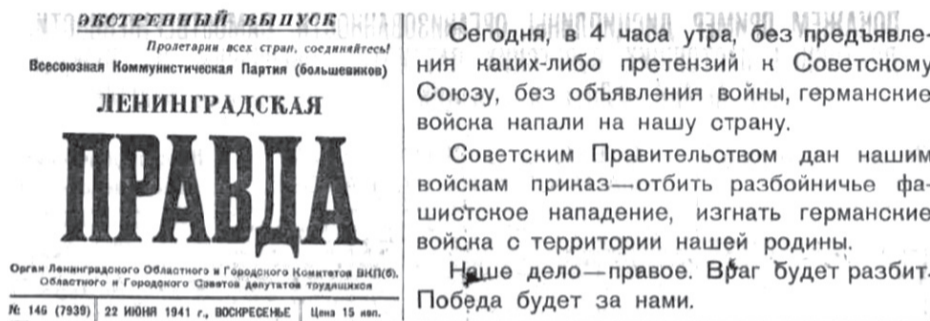 ЭКСТРЕННЫЙ ВЫПУСК
Пролетарии всех стран, соединяйтесь!
Всесоюзная Коммунистическая Партия (большевиков)
ЛЕНИНГРАДСКАЯ
ПРАВДА
Орган Ленинградского Областного и Городского Комитетов ВКП(б),
Областного и Городского Советов депутатов трудящихся
№ 146 (7939) 22 ИЮНЯ 1941 г., ВОСКРЕСЕНЬЕ Цена 15 коп.
Сегодня, в 4 часа утра, без предъявле-
ния каких-либо претензий к Советскому
Союзу, без объявления войны, германские
войска напали на нашу страну.
Советским Правительством дан нашим
войскам приказ—отбить разбойничье фа-
шистское нападение, изгнать германские
войска с территории нашей родины.
Наше дело—правое. Враг будет разбит.
Победа будет за нами.